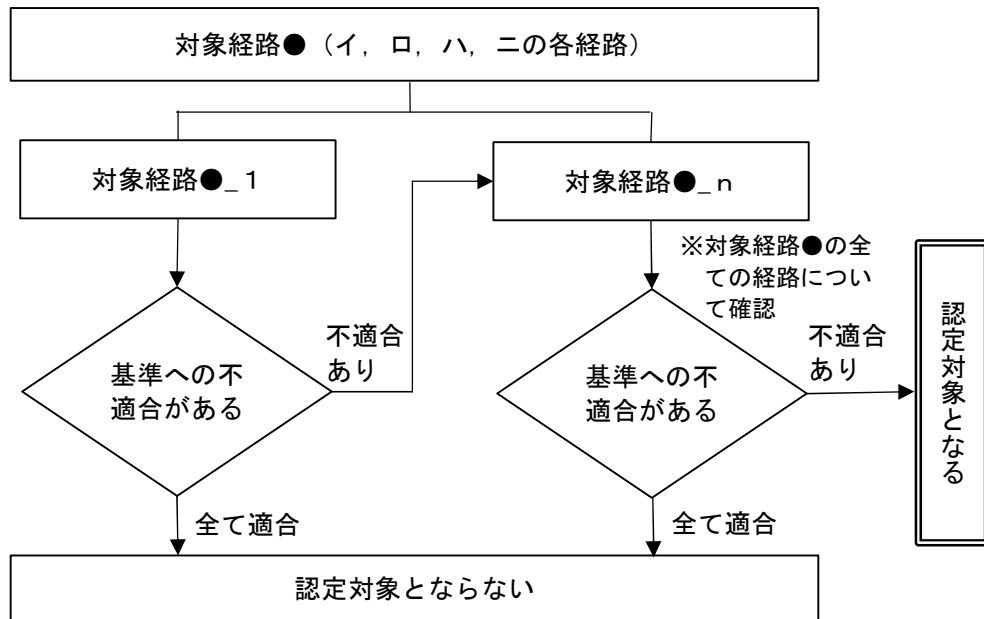 対象経路●（イ，ロ，ハ，ニの各経路）
対象経路●_１
対象経路●_ｎ
※対象経路●の全
ての経路につい
て確認
基準への不
適合がある
不適合
あり
基準への不
適合がある
不適合
あり
認定対象となる
全て適合
全て適合
認定対象とならない